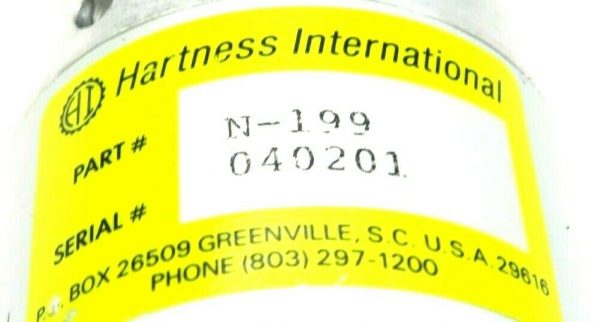 HI Hartness International
PART # N-199
SERIAL # 040201
P.O. BOX 26509 GREENVILLE, S.C. U.S.A. 29616
PHONE (803) 297-1200